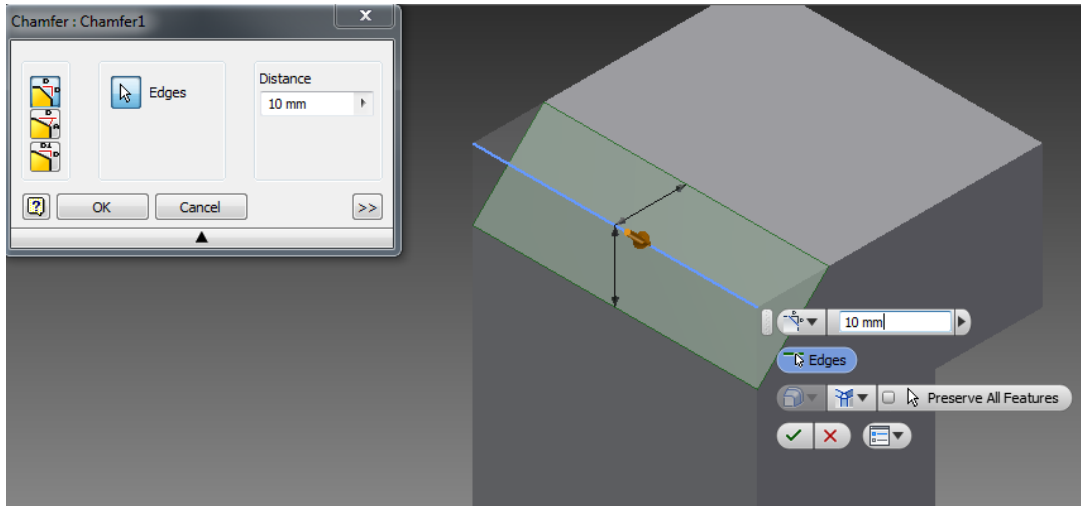 Chamfer : Chamfer1
x
Edges
Distance
10 mm
OK
Cancel
>>
10 mm
Edges
Preserve All Features